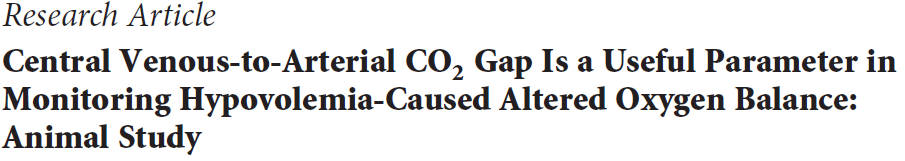 Research Article
Central Venous-to-Arterial CO₂ Gap Is a Useful Parameter in
Monitoring Hypovolemia-Caused Altered Oxygen Balance:
Animal Study